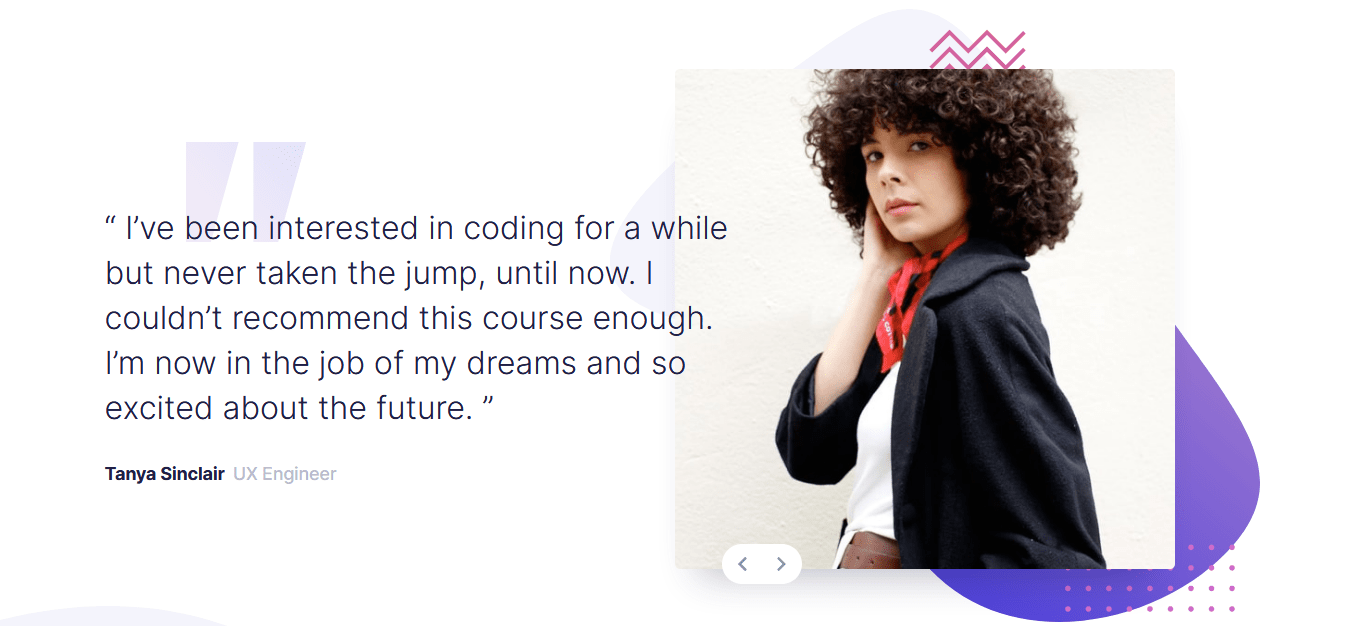 “ I’ve been interested in coding for a while
but never taken the jump, until now. I
couldn’t recommend this course enough.
I’m now in the job of my dreams and so
excited about the future. ”
Tanya Sinclair UX Engineer